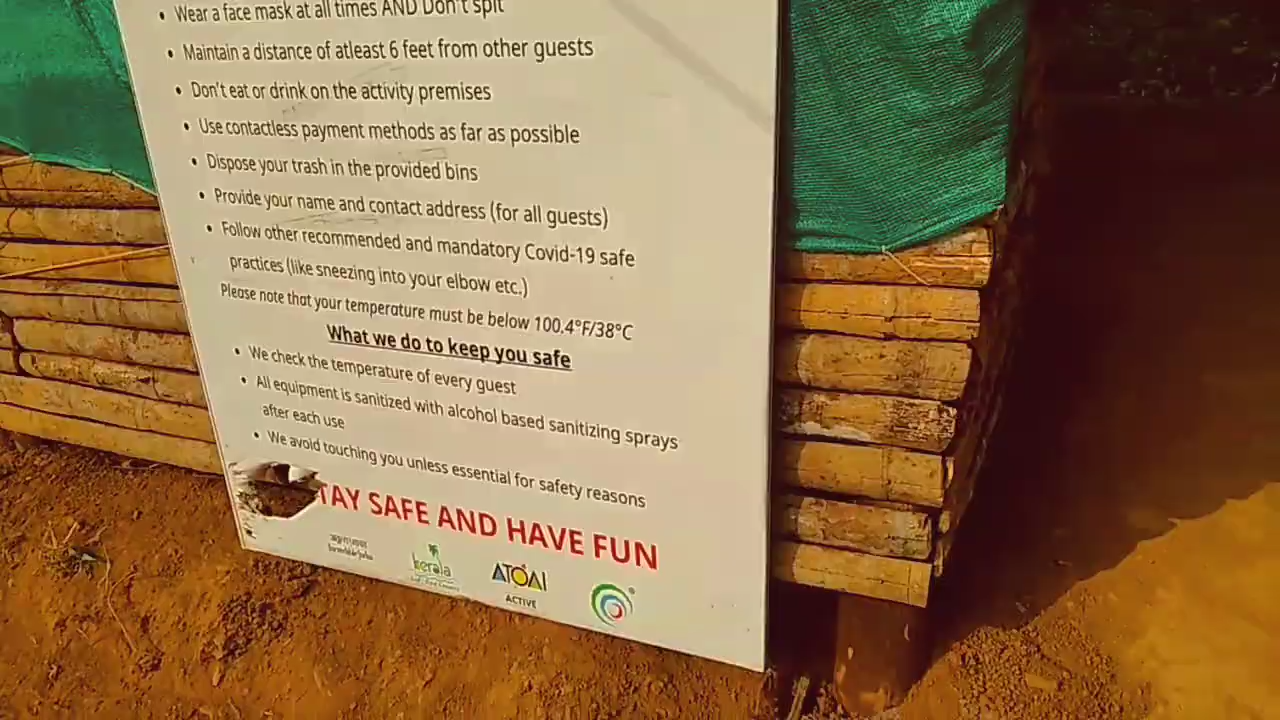 • Wear a face mask at all times AND Don't spit
• Maintain a distance of atleast 6 feet from other guests
• Don't eat or drink on the activity premises
• Use contactless payment methods as far as possible
• Dispose your trash in the provided bins
• Provide your name and contact address (for all guests)
• Follow other recommended and mandatory Covid-19 safe
practices (like sneezing into your elbow etc.)
Please note that your temperature must be below 100.4°F/38°C
What we do to keep you safe
• We check the temperature of every guest
• All equipment is sanitized with alcohol based sanitizing sprays
after each use
• We avoid touching you unless essential for safety reasons
TAY SAFE AND HAVE FUN
kerala
ATOAI
ACTIVE